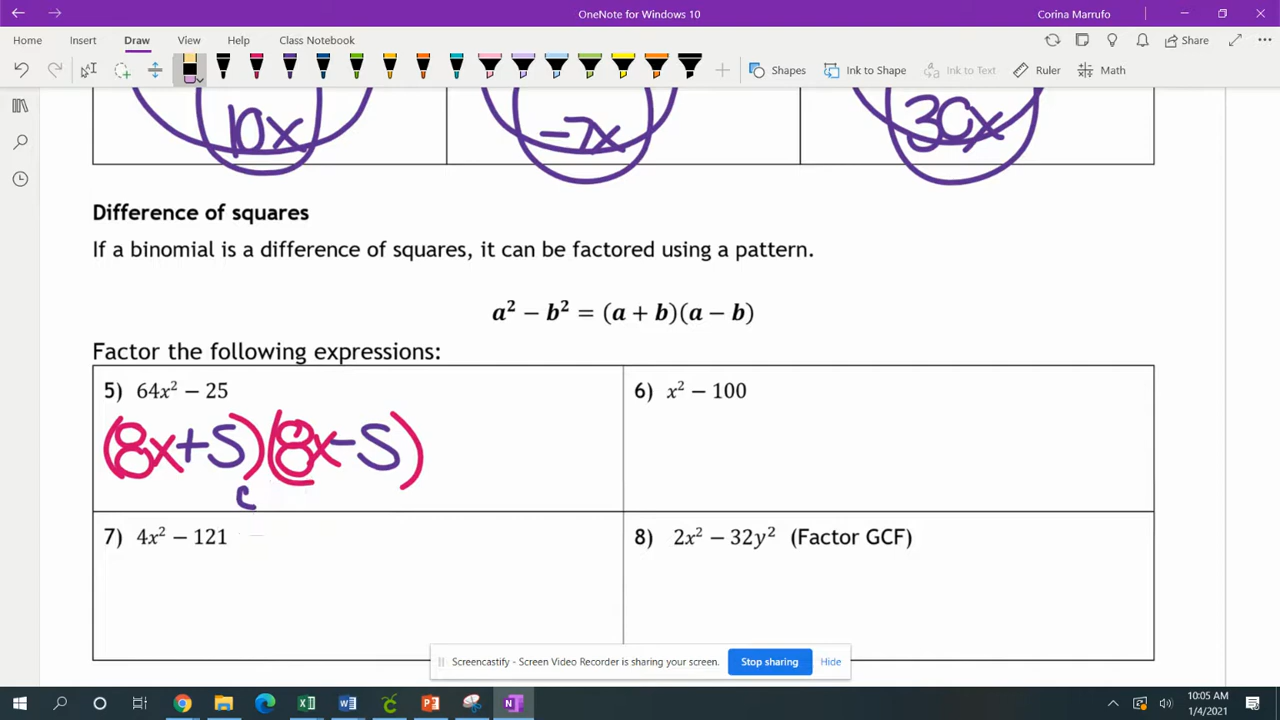 OneNote for Windows 10
Corina Marrufo
Home Insert Draw View Help Class Notebook
Share
Shapes Ink to Shape Ink to Text Ruler Math
10x -7x 30x
Difference of squares
If a binomial is a difference of squares, it can be factored using a pattern.
a² − b² = (a + b)(a − b)
Factor the following expressions:
5) 64x² − 25
(8x+5)(8x-5)
6) x² − 100
7) 4x² − 121
8) 2x² − 32y² (Factor GCF)
Screencastify - Screen Video Recorder is sharing your screen. Stop sharing Hide
10:05 AM
1/4/2021